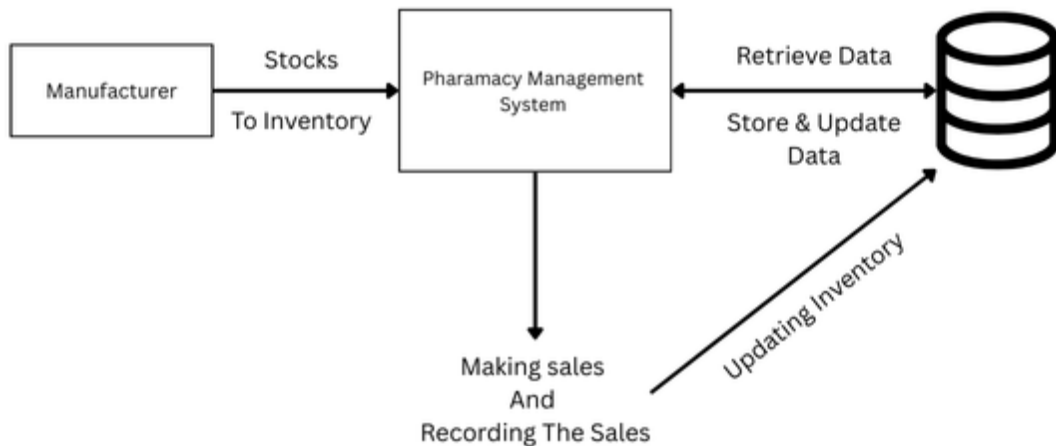 Manufacturer
Stocks
To Inventory
Pharamacy Management
System
Retrieve Data
Store & Update
Data
Updating Inventory
Making sales
And
Recording The Sales